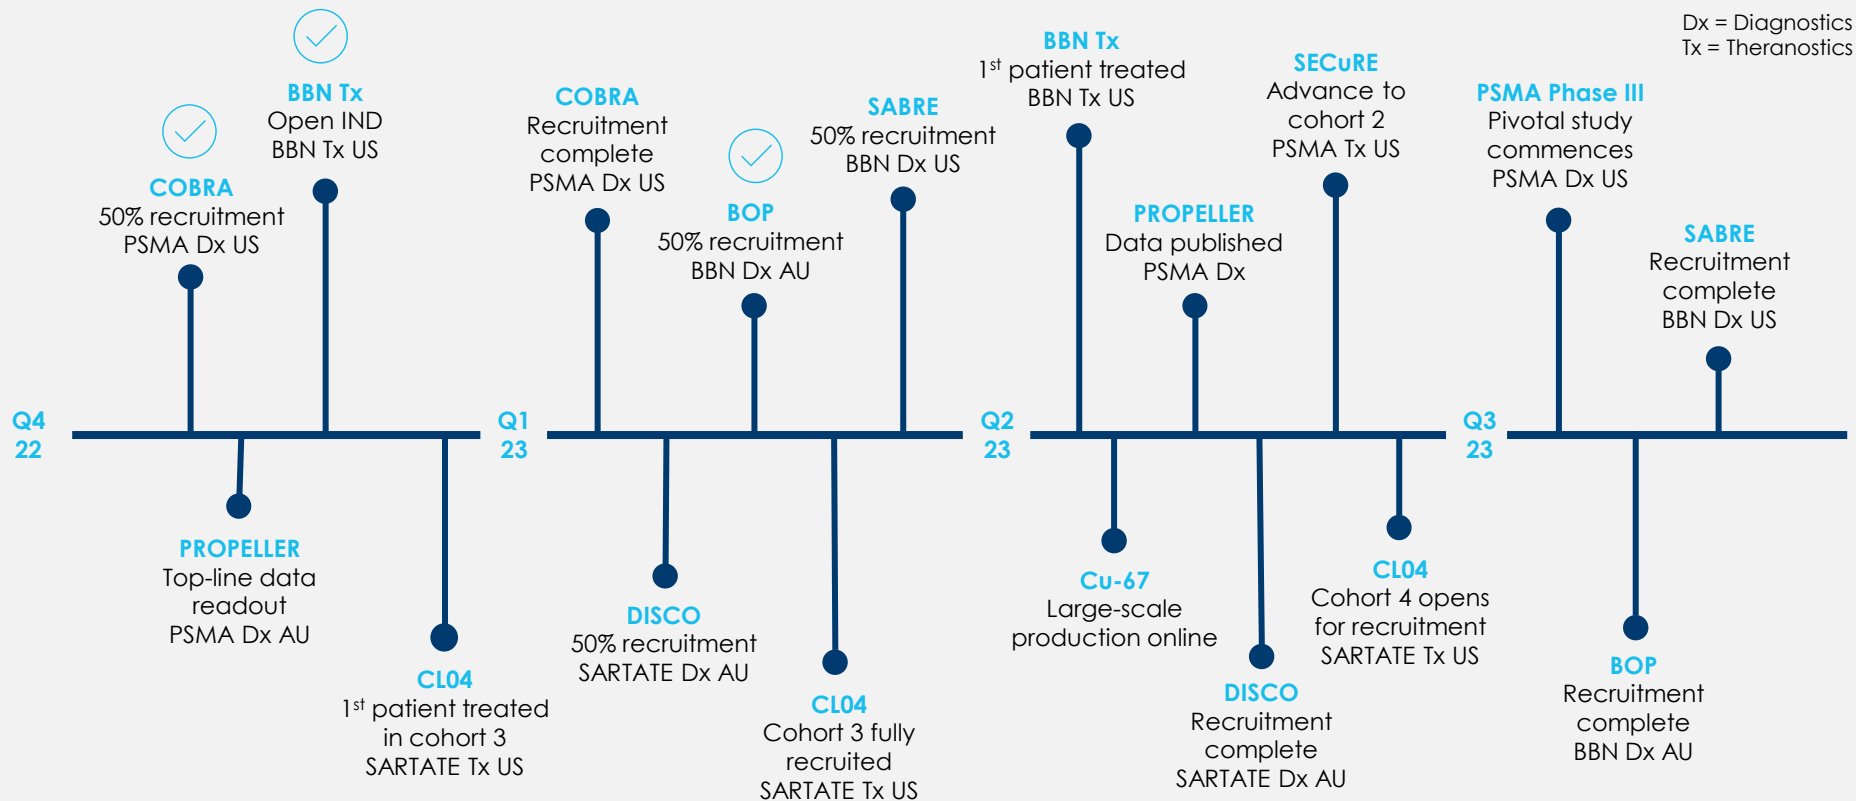 Dx = Diagnostics
Tx = Theranostics
Q4
22
COBRA
50% recruitment
PSMA Dx US
BBN Tx
Open IND
BBN Tx US
PROPELLER
Top-line data
readout
PSMA Dx AU
CL04
1st patient treated
in cohort 3
SARTATE Tx US
Q1
23
COBRA
Recruitment
complete
PSMA Dx US
BOP
50% recruitment
BBN Dx AU
SABRE
50% recruitment
BBN Dx US
DISCO
50% recruitment
SARTATE Dx AU
CL04
Cohort 3 fully
recruited
SARTATE Tx US
Q2
23
BBN Tx
1st patient treated
BBN Tx US
PROPELLER
Data published
PSMA Dx
SECuRE
Advance to
cohort 2
PSMA Tx US
Cu-67
Large-scale
production online
DISCO
Recruitment
complete
SARTATE Dx AU
CL04
Cohort 4 opens
for recruitment
SARTATE Tx US
Q3
23
PSMA Phase III
Pivotal study
commences
PSMA Dx US
SABRE
Recruitment
complete
BBN Dx US
BOP
Recruitment
complete
BBN Dx AU